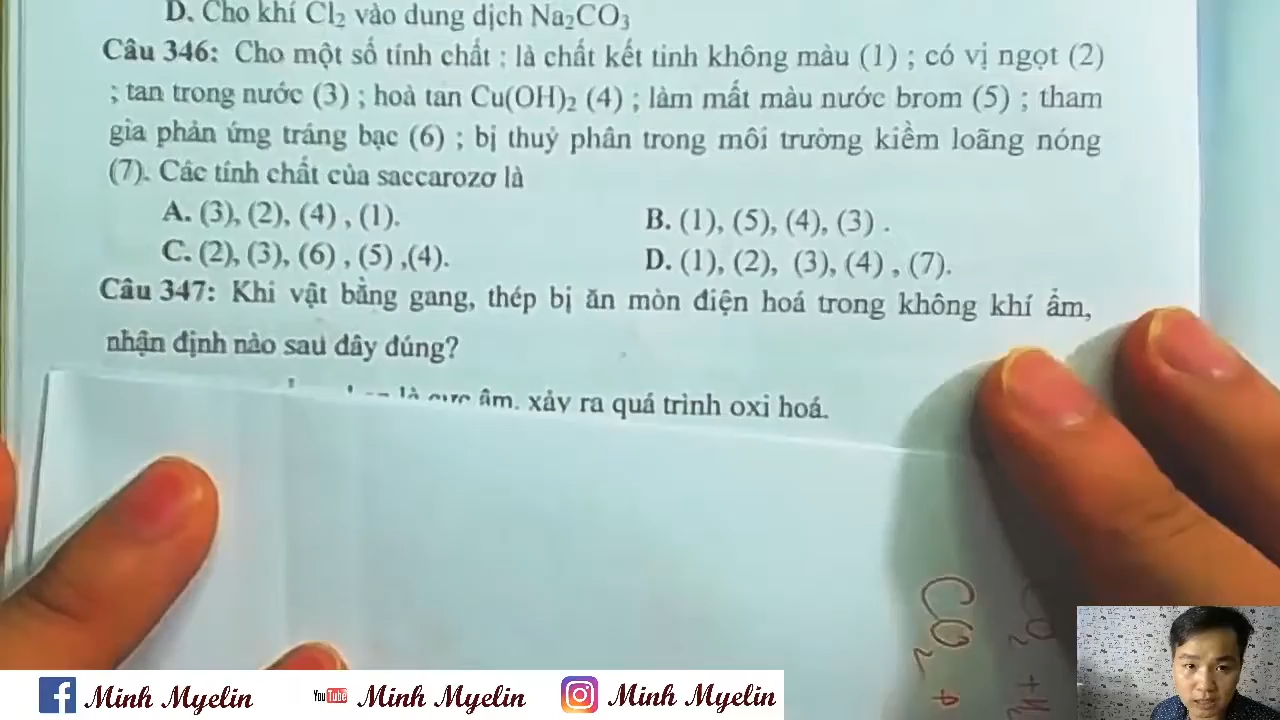 D. Cho khí Cl₂ vào dung dịch Na₂CO₃
Câu 346: Cho một số tính chất : là chất kết tinh không màu (1) ; có vị ngọt (2)
; tan trong nước (3) ; hoà tan Cu(OH)₂ (4) ; làm mất màu nước brom (5) ; tham
gia phản ứng tráng bạc (6) ; bị thuỷ phân trong môi trường kiềm loãng nóng
(7). Các tính chất của saccarozơ là
A. (3), (2), (4) , (1).
B. (1), (5), (4), (3) .
C. (2), (3), (6) , (5) ,(4).
D. (1), (2), (3), (4) , (7).
Câu 347: Khi vật bằng gang, thép bị ăn mòn điện hoá trong không khí ẩm,
nhận định nào sau đây đúng?
là cực âm, xảy ra quá trình oxi hoá.
CO₂ +
Minh Myelin
You Tube Minh Myelin
Minh Myelin